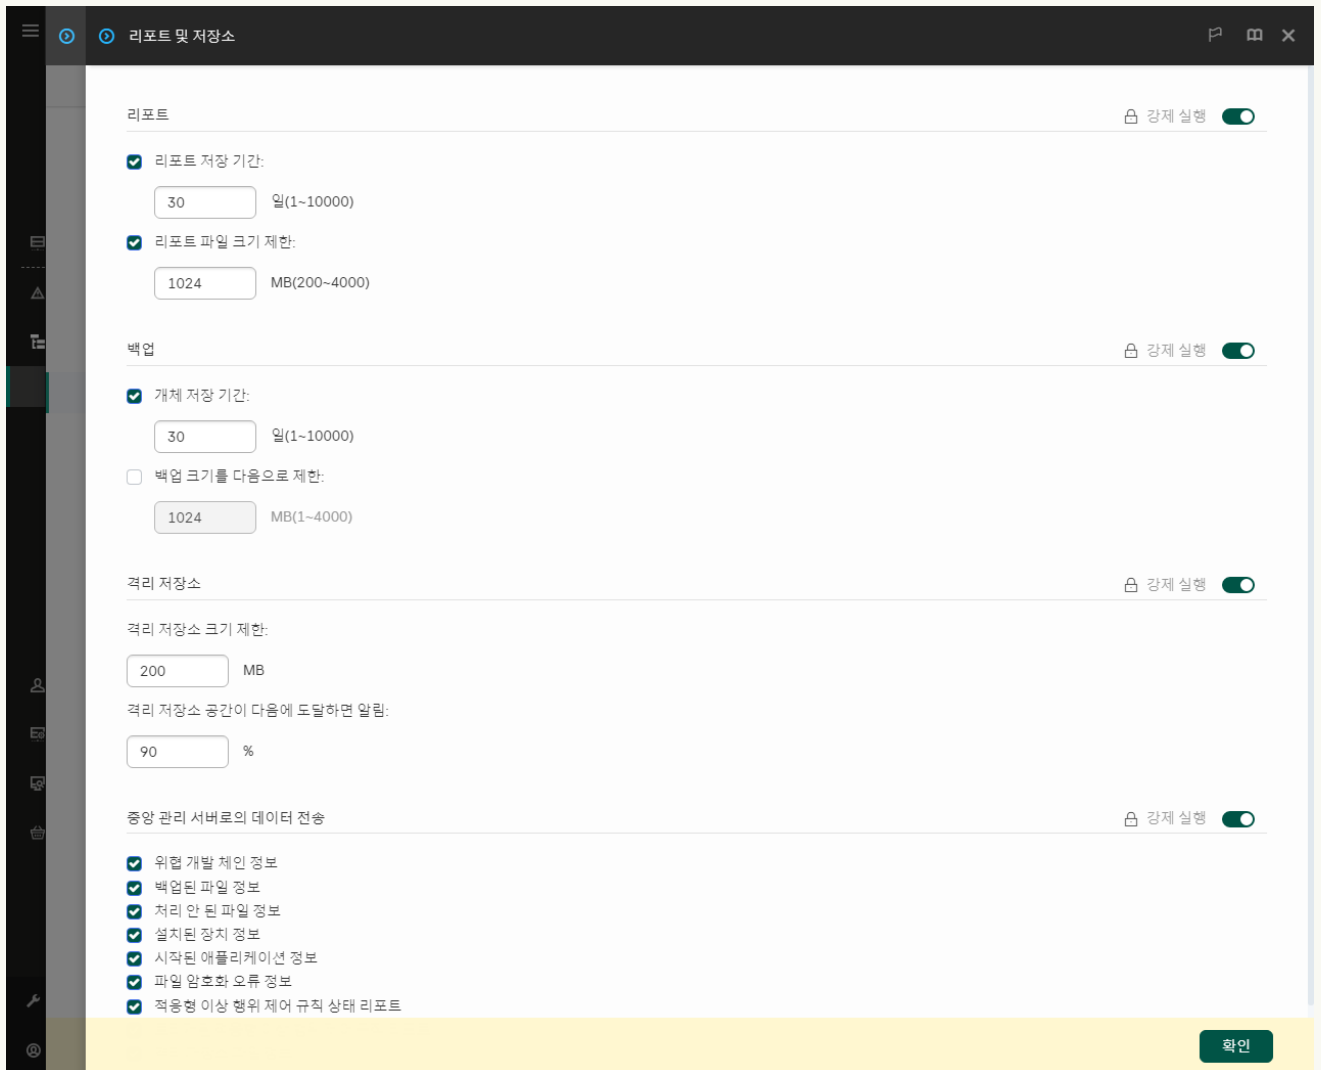 리포트 및 저장소
리포트
강제 실행
리포트 저장 기간:
30 일(1~10000)
리포트 파일 크기 제한:
1024 MB(200~4000)
백업
강제 실행
개체 저장 기간:
30 일(1~10000)
백업 크기를 다음으로 제한:
1024 MB(1~4000)
격리 저장소
강제 실행
격리 저장소 크기 제한:
200 MB
격리 저장소 공간이 다음에 도달하면 알림:
90 %
중앙 관리 서버로의 데이터 전송
강제 실행
위협 개발 체인 정보
백업된 파일 정보
처리 안 된 파일 정보
설치된 장치 정보
시작된 애플리케이션 정보
파일 암호화 오류 정보
적응형 이상 행위 제어 규칙 상태 리포트
확인